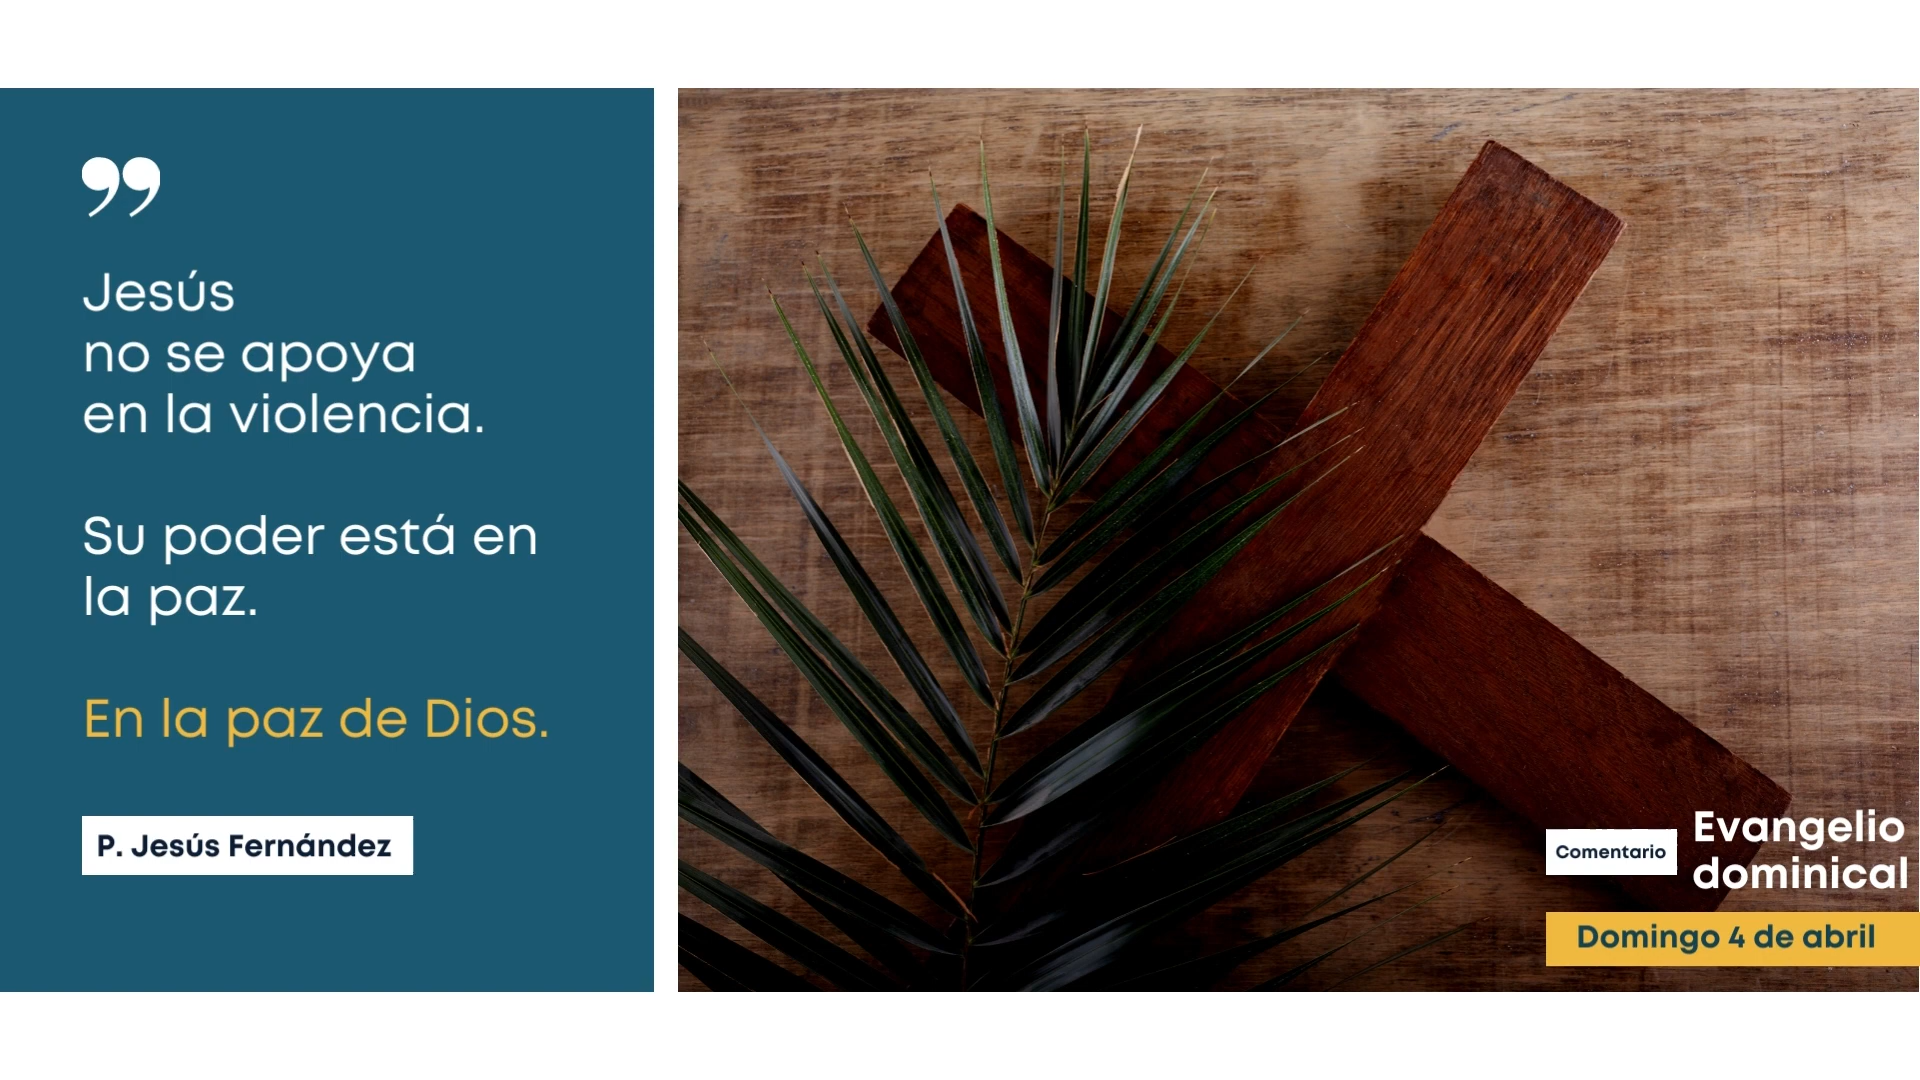 ”
Jesús
no se apoya
en la violencia.
Su poder está en
la paz.
En la paz de Dios.
P. Jesús Fernández
Comentario
Evangelio
dominical
Domingo 4 de abril